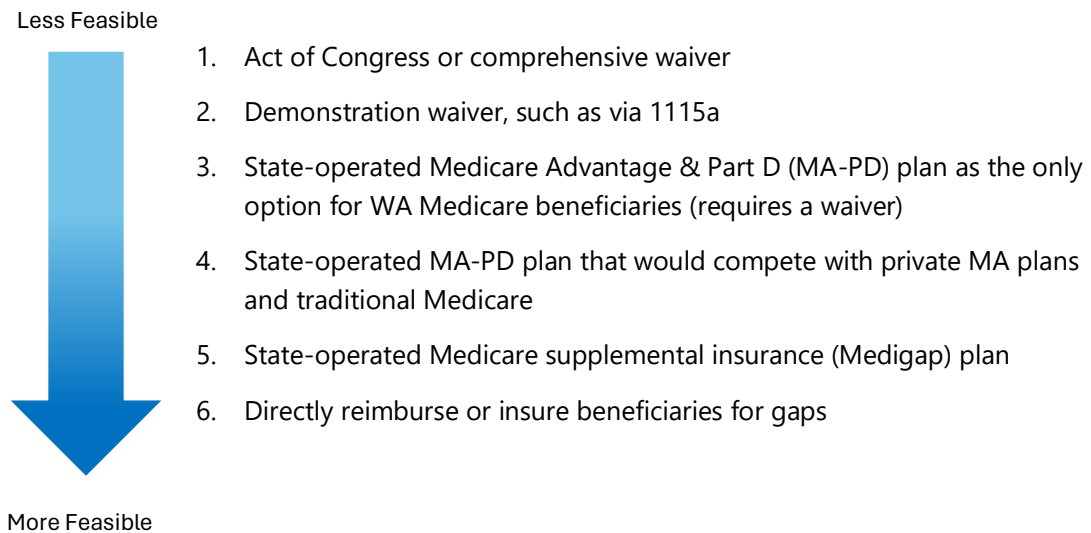 Less Feasible
1. Act of Congress or comprehensive waiver
2. Demonstration waiver, such as via 1115a
3. State-operated Medicare Advantage & Part D (MA-PD) plan as the only
option for WA Medicare beneficiaries (requires a waiver)
4. State-operated MA-PD plan that would compete with private MA plans
and traditional Medicare
5. State-operated Medicare supplemental insurance (Medigap) plan
6. Directly reimburse or insure beneficiaries for gaps
More Feasible